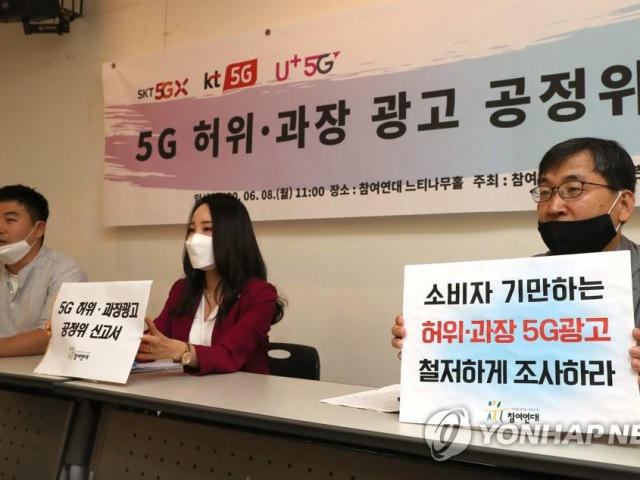 SKT 5GX kt 5G U+5G
5G 허위·과장 광고 공정위
06. 08.(월) 11:00 장소 : 참여연대 느티나무홀 주최 :
5G 허위·과장광고
공정위 신고서
참여연대
소비자 기만하는
허위·과장 5G광고
철저하게 조사하라
참여연대
YONHAP NEWS